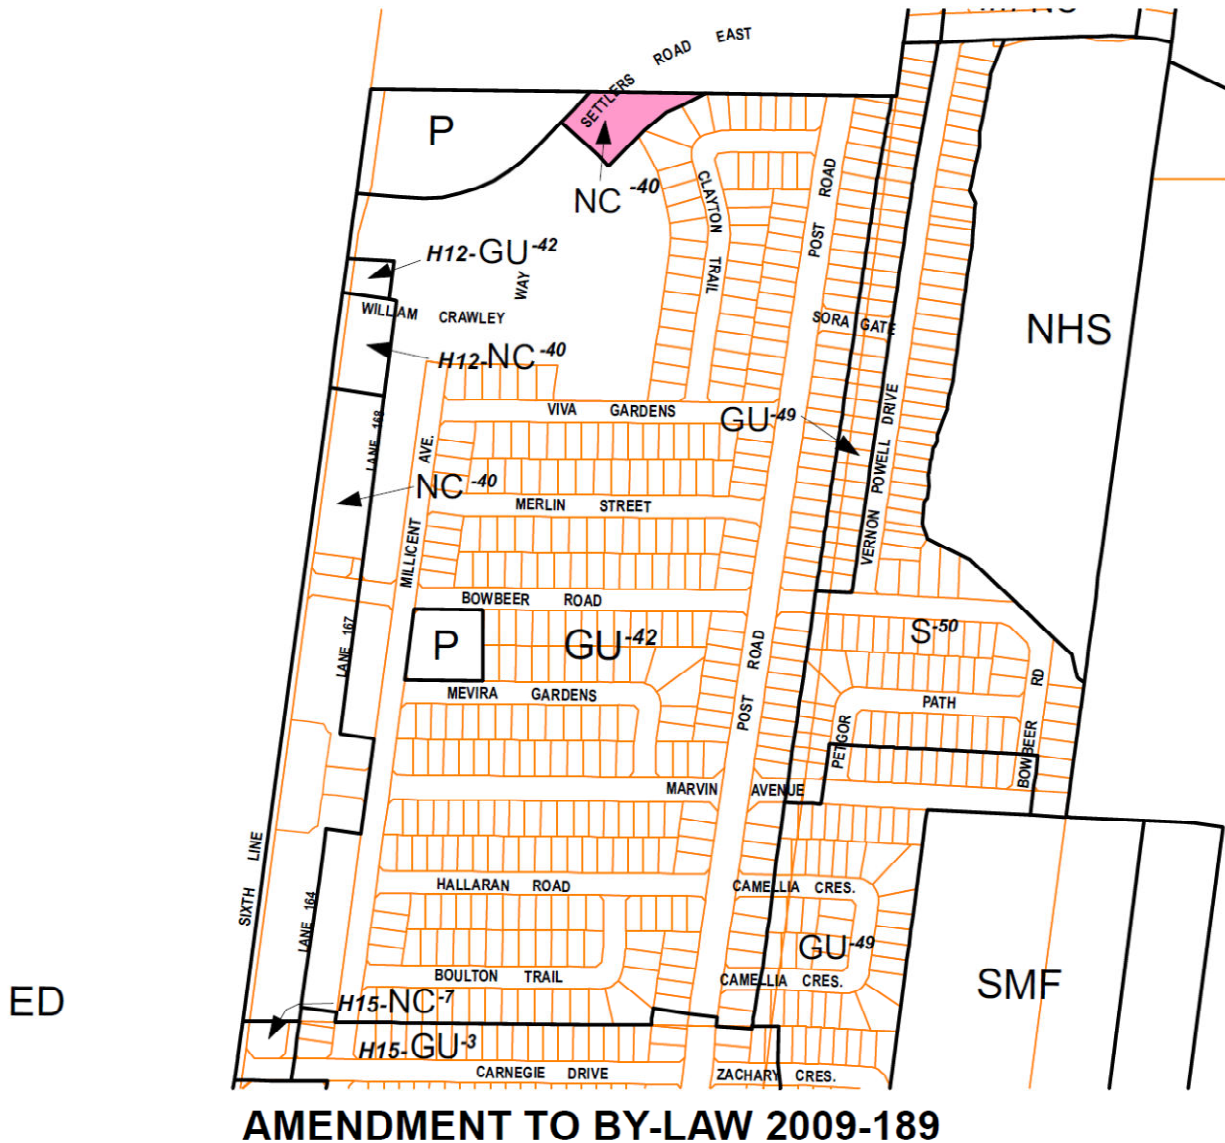 SETTLERS ROAD EAST
P
NC -40
CLAYTON TRAIL
POST ROAD
H12-GU-42
WAY
WILLIAM CRAWLEY
SORA GATE
NHS
H12-NC-40
VIVA GARDENS
GU-49
VERNON POWELL DRIVE
LANE 168
MILLICENT AVE.
NC -40
MERLIN STREET
BOWBEER ROAD
S-50
P
GU-42
LANE 167
POST ROAD
BOWBEER RD
MEVIRA GARDENS
PETIGOR PATH
MARVIN AVENUE
SIXTH LINE
HALLARAN ROAD
CAMELLIA CRES.
LANE 164
GU-49
BOULTON TRAIL
CAMELLIA CRES.
SMF
ED
H15-NC-7
H15-GU-3
CARNEGIE DRIVE
ZACHARY CRES.
AMENDMENT TO BY-LAW 2009-189